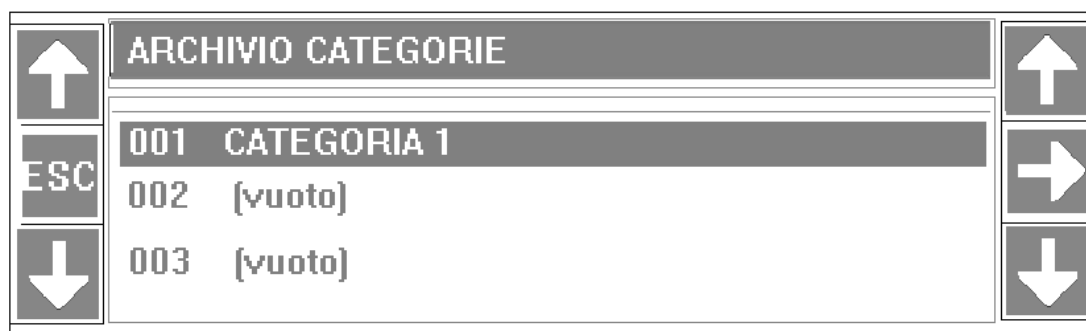 ARCHIVIO CATEGORIE
001 CATEGORIA 1
ESC
002 (vuoto)
003 (vuoto)